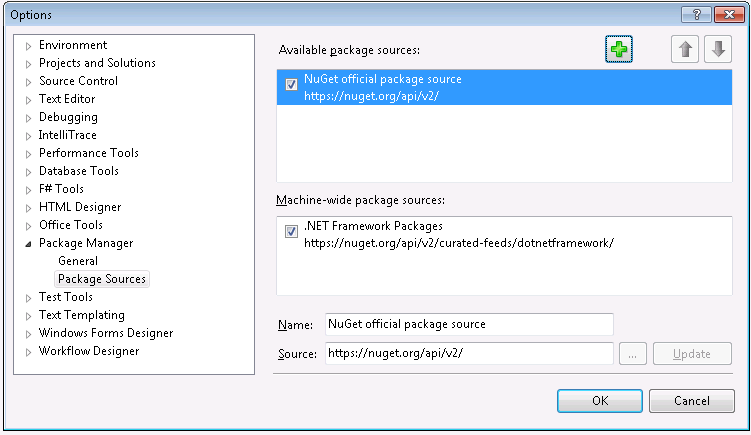 Options
Environment
Projects and Solutions
Source Control
Text Editor
Debugging
IntelliTrace
Performance Tools
Database Tools
F# Tools
HTML Designer
Office Tools
Package Manager
General
Package Sources
Test Tools
Text Templating
Windows Forms Designer
Workflow Designer
Available package sources:
NuGet official package source
https://nuget.org/api/v2/
Machine-wide package sources:
.NET Framework Packages
https://nuget.org/api/v2/curated-feeds/dotnetframework/
Name: NuGet official package source
Source: https://nuget.org/api/v2/ ... Update
OK Cancel